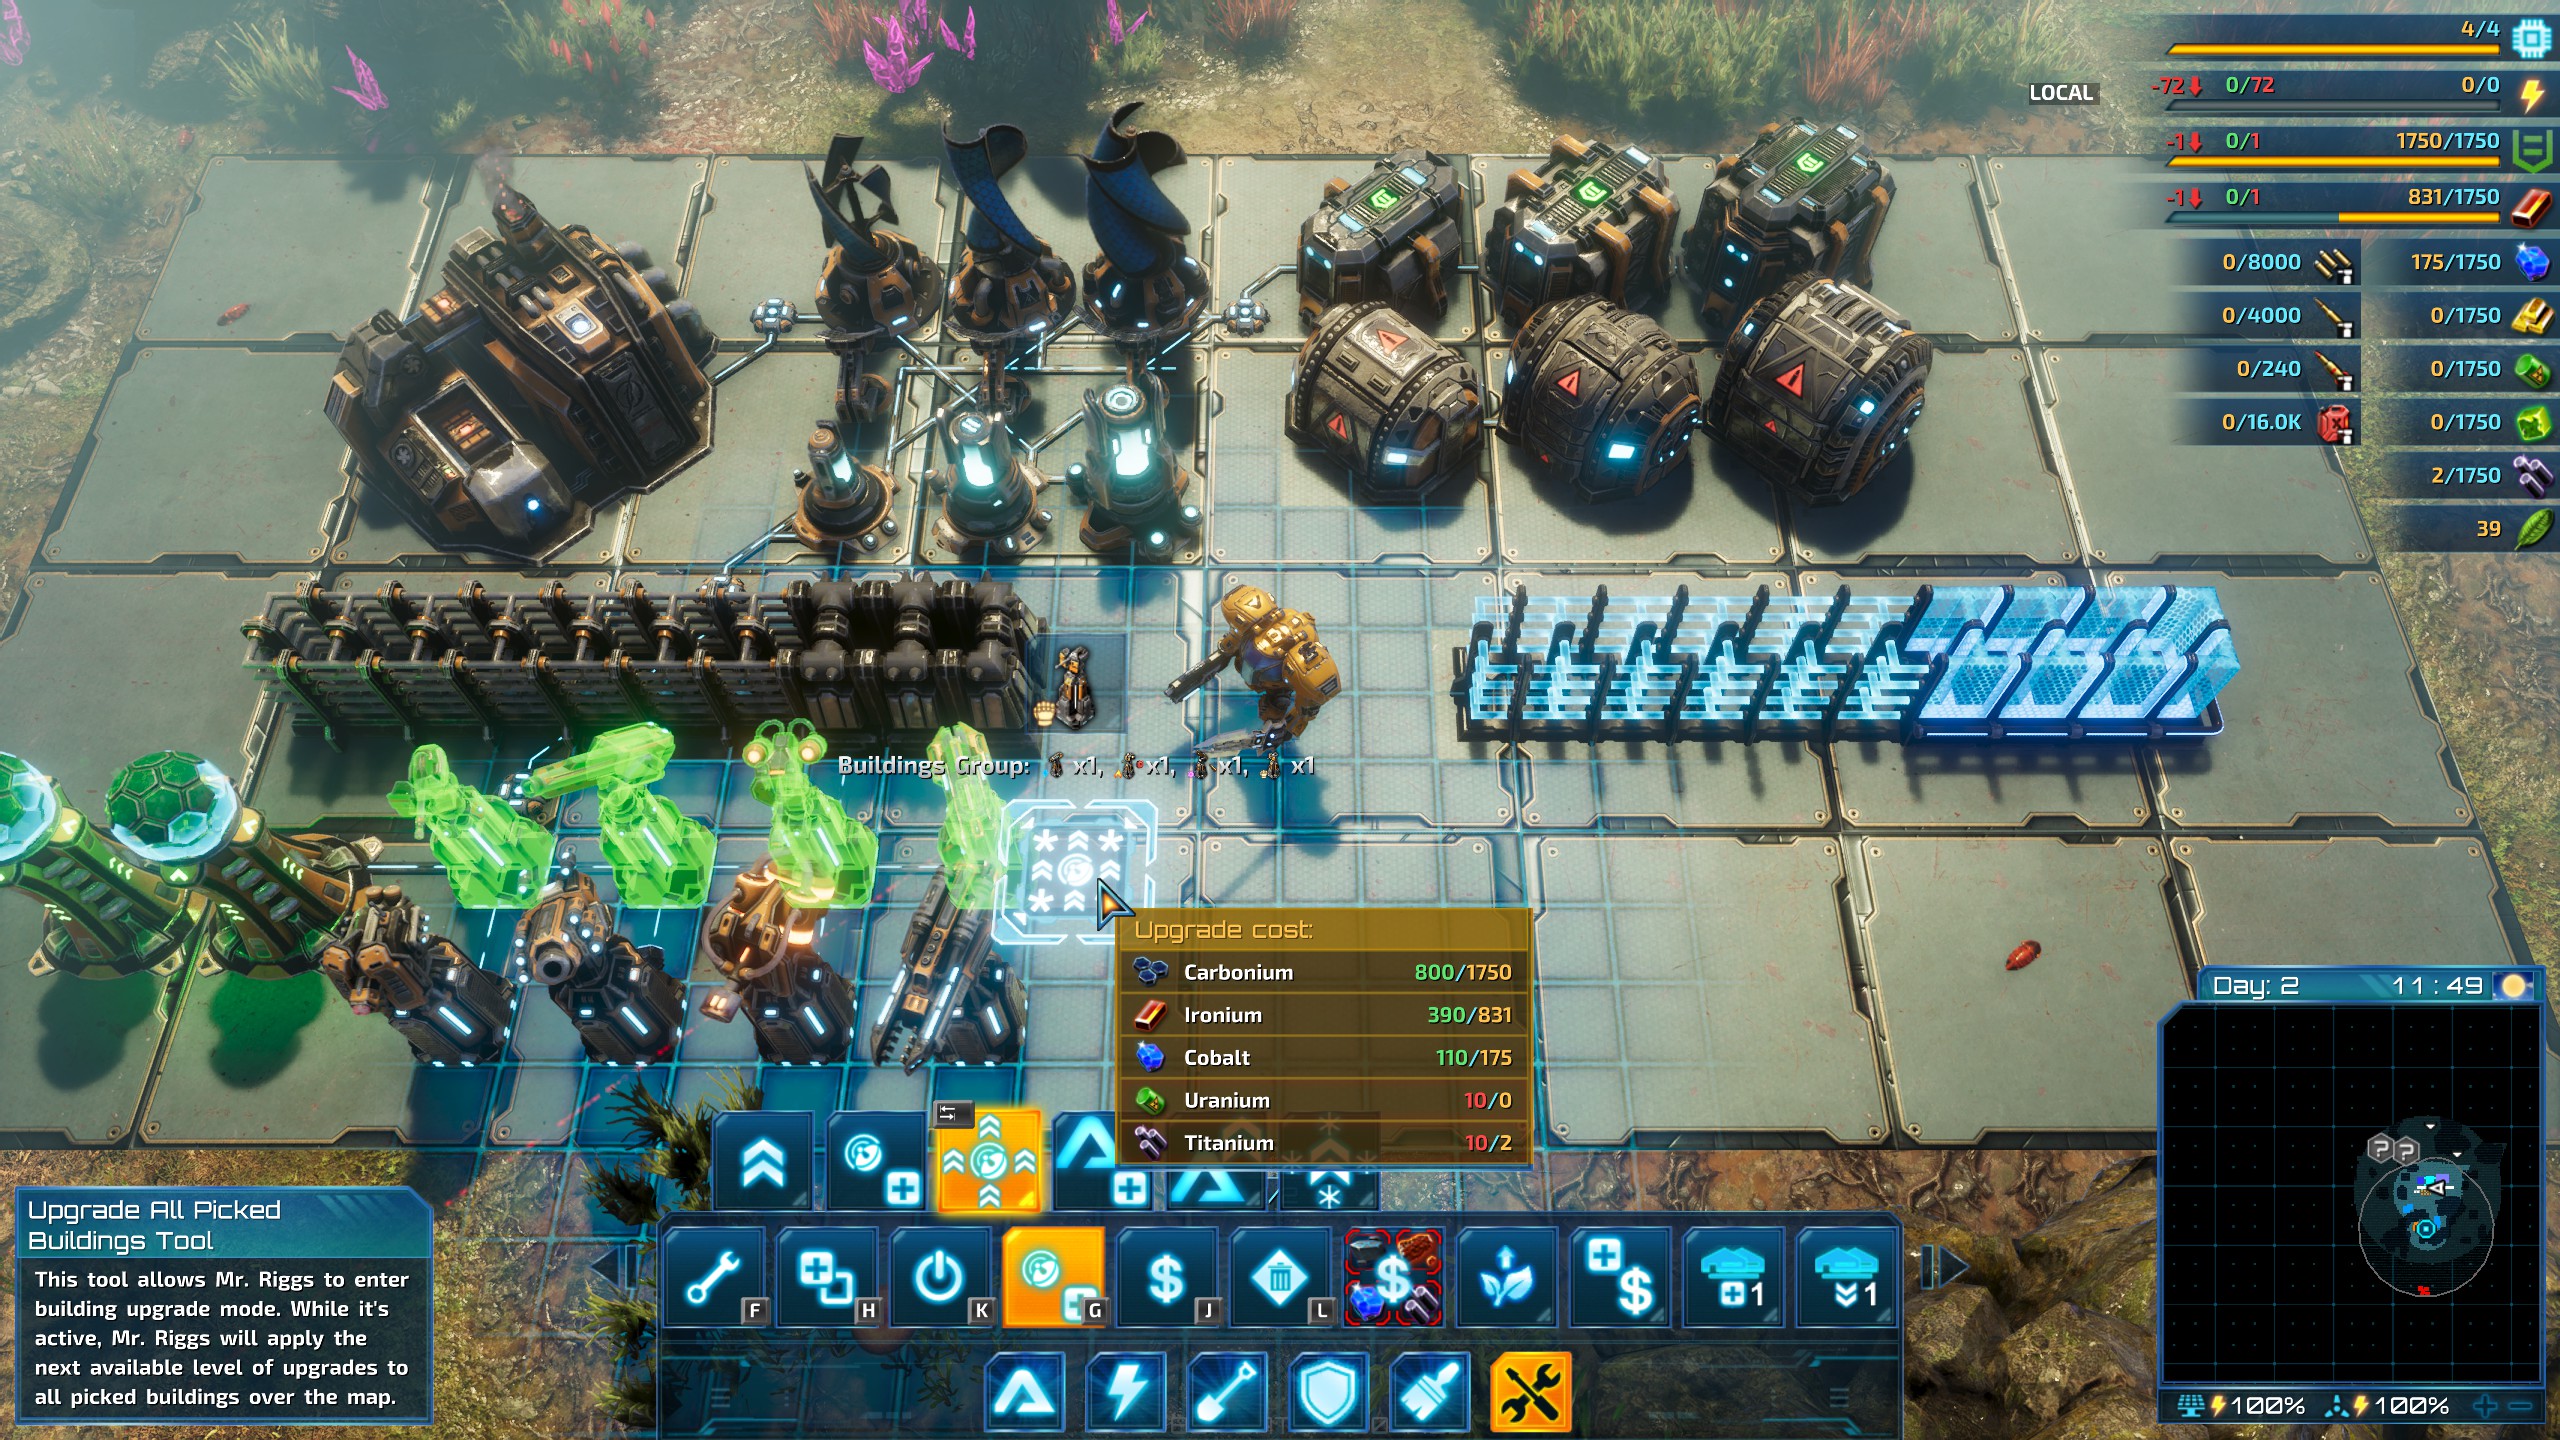 4/4
LOCAL
-72 0/72 0/0
-1 0/1 1750/1750
-1 0/1 831/1750
0/8000 175/1750
0/4000 0/1750
0/240 0/1750
0/16.0K 0/1750
2/1750
39
Buildings Group: x1, x1, x1, x1
Upgrade cost:
Carbonium 800/1750
Ironium 390/831
Cobalt 110/175
Uranium 10/0
Titanium 10/2
Day: 2 11:49
? ?
Upgrade All Picked
Buildings Tool
This tool allows Mr. Riggs to enter
building upgrade mode. While it's
active, Mr. Riggs will apply the
next available level of upgrades to
all picked buildings over the map.
F H K G $ J L $ $ 1 1
100% 100%